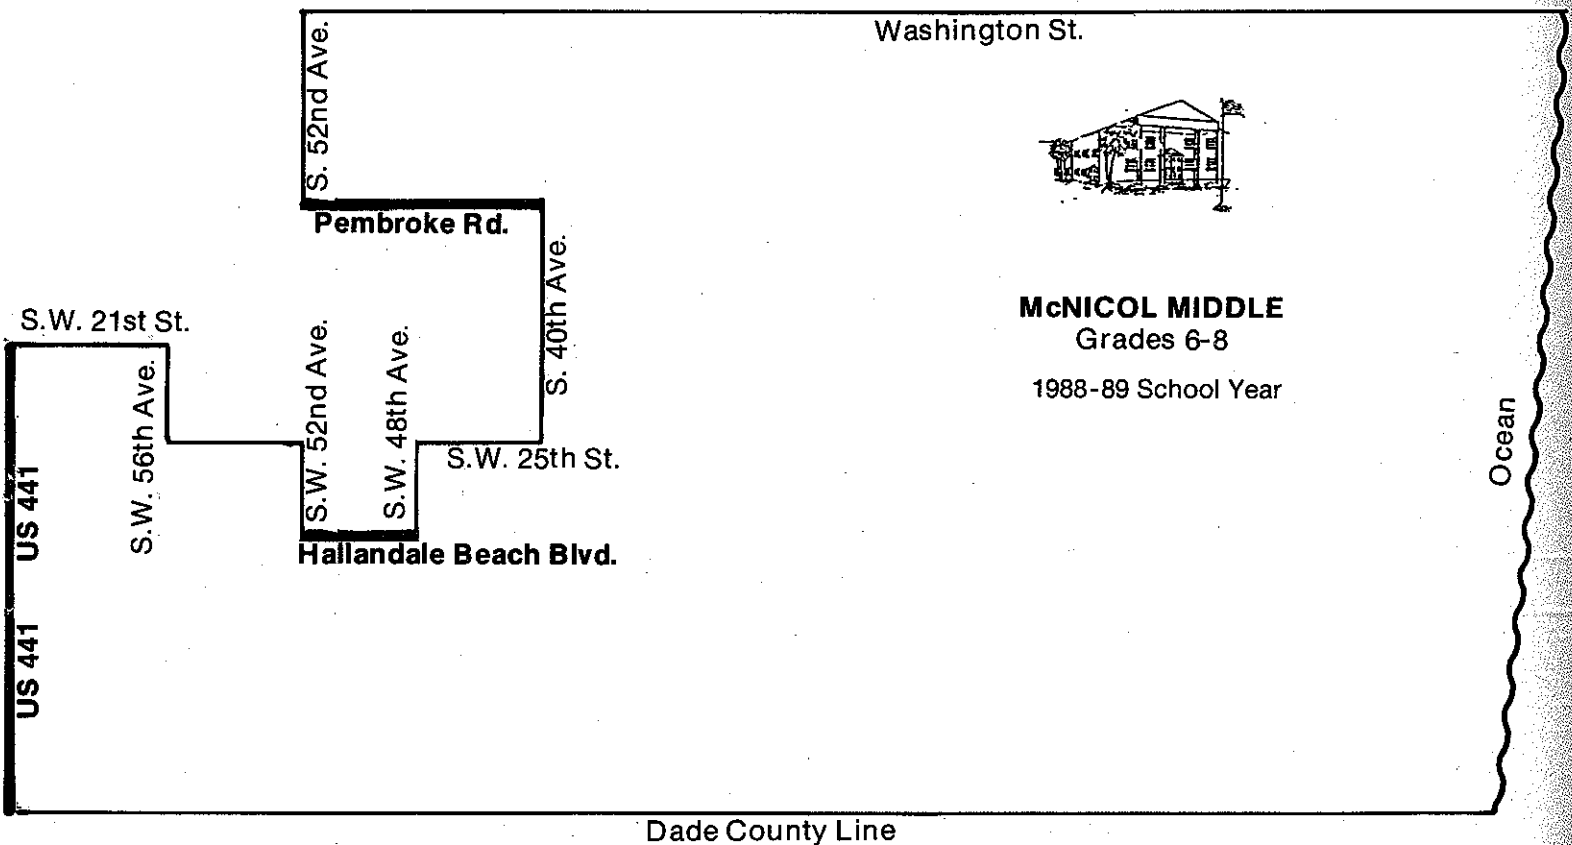 Washington St.
S. 52nd Ave.
Pembroke Rd.
S. 40th Ave.
McNICOL MIDDLE
Grades 6-8
1988-89 School Year
S.W. 21st St.
S.W. 56th Ave.
S.W. 52nd Ave.
S.W. 48th Ave.
S.W. 25th St.
Ocean
US 441
Hallandale Beach Blvd.
US 441
Dade County Line